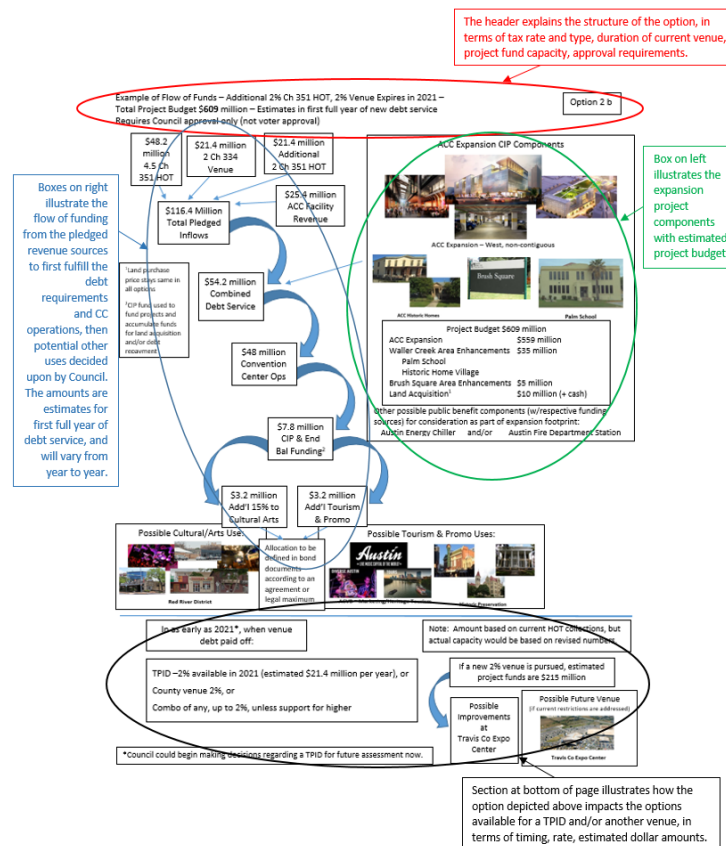 The header explains the structure of the option, in
terms of tax rate and type, duration of current venue,
project fund capacity, approval requirements.
Example of Flow of Funds – Additional 2% Ch 351 HOT, 2% Venue Expires in 2021 –
Total Project Budget $609 million – Estimates in first full year of new debt service
Requires Council approval only (not voter approval)
Option 2 b
$48.2
million
4.5 Ch
351 HOT
$21.4 million
2 Ch 334
Venue
$21.4 million
Additional
2 Ch 351 HOT
$25.4 million
ACC Facility
Revenue
$116.4 Million
Total Pledged
Inflows
Boxes on right
illustrate the
flow of funding
from the pledged
revenue sources
to first fulfill the
debt
requirements
and CC
operations, then
potential other
uses decided
upon by Council.
The amounts are
estimates for
first full year of
debt service, and
will vary from
year to year.
¹Land purchase
price stays same in
all options
²CIP fund used to
fund projects and
accumulate funds
for land acquisition
and/or debt
repayment
$54.2 million
Combined
Debt Service
$48 million
Convention
Center Ops
$7.8 million
CIP & End
Bal Funding²
$3.2 million
Add'l 15% to
Cultural Arts
$3.2 million
Add'l Tourism
& Promo
ACC Expansion CIP Components
ACC Expansion – West, non-contiguous
Brush Square
ACC Historic Homes
Palm School
Project Budget $609 million
ACC Expansion $559 million
Waller Creek Area Enhancements $35 million
Palm School
Historic Home Village
Brush Square Area Enhancements $5 million
Land Acquisition¹ $10 million (+ cash)
Other possible public benefit components (w/respective funding
sources) for consideration as part of expansion footprint:
Austin Energy Chiller and/or Austin Fire Department Station
Box on left
illustrates the
expansion
project
components
with estimated
project budget
Possible Cultural/Arts Use:
Red River District
Allocation to be
defined in bond
documents
according to an
agreement or
legal maximum
Possible Tourism & Promo Uses:
Austin
Historic Preservation
In as early as 2021*, when venue
debt paid off:
Note: Amount based on current HOT collections, but
actual capacity would be based on revised numbers.
TPID –2% available in 2021 (estimated $21.4 million per year), or
County venue 2%, or
Combo of any, up to 2%, unless support for higher
If a new 2% venue is pursued, estimated
project funds are $215 million
Possible
Improvements
at
Travis Co Expo
Center
Possible Future Venue
(if current restrictions are addressed)
Travis Co Expo Center
*Council could begin making decisions regarding a TPID for future assessment now.
Section at bottom of page illustrates how the
option depicted above impacts the options
available for a TPID and/or another venue, in
terms of timing, rate, estimated dollar amounts.